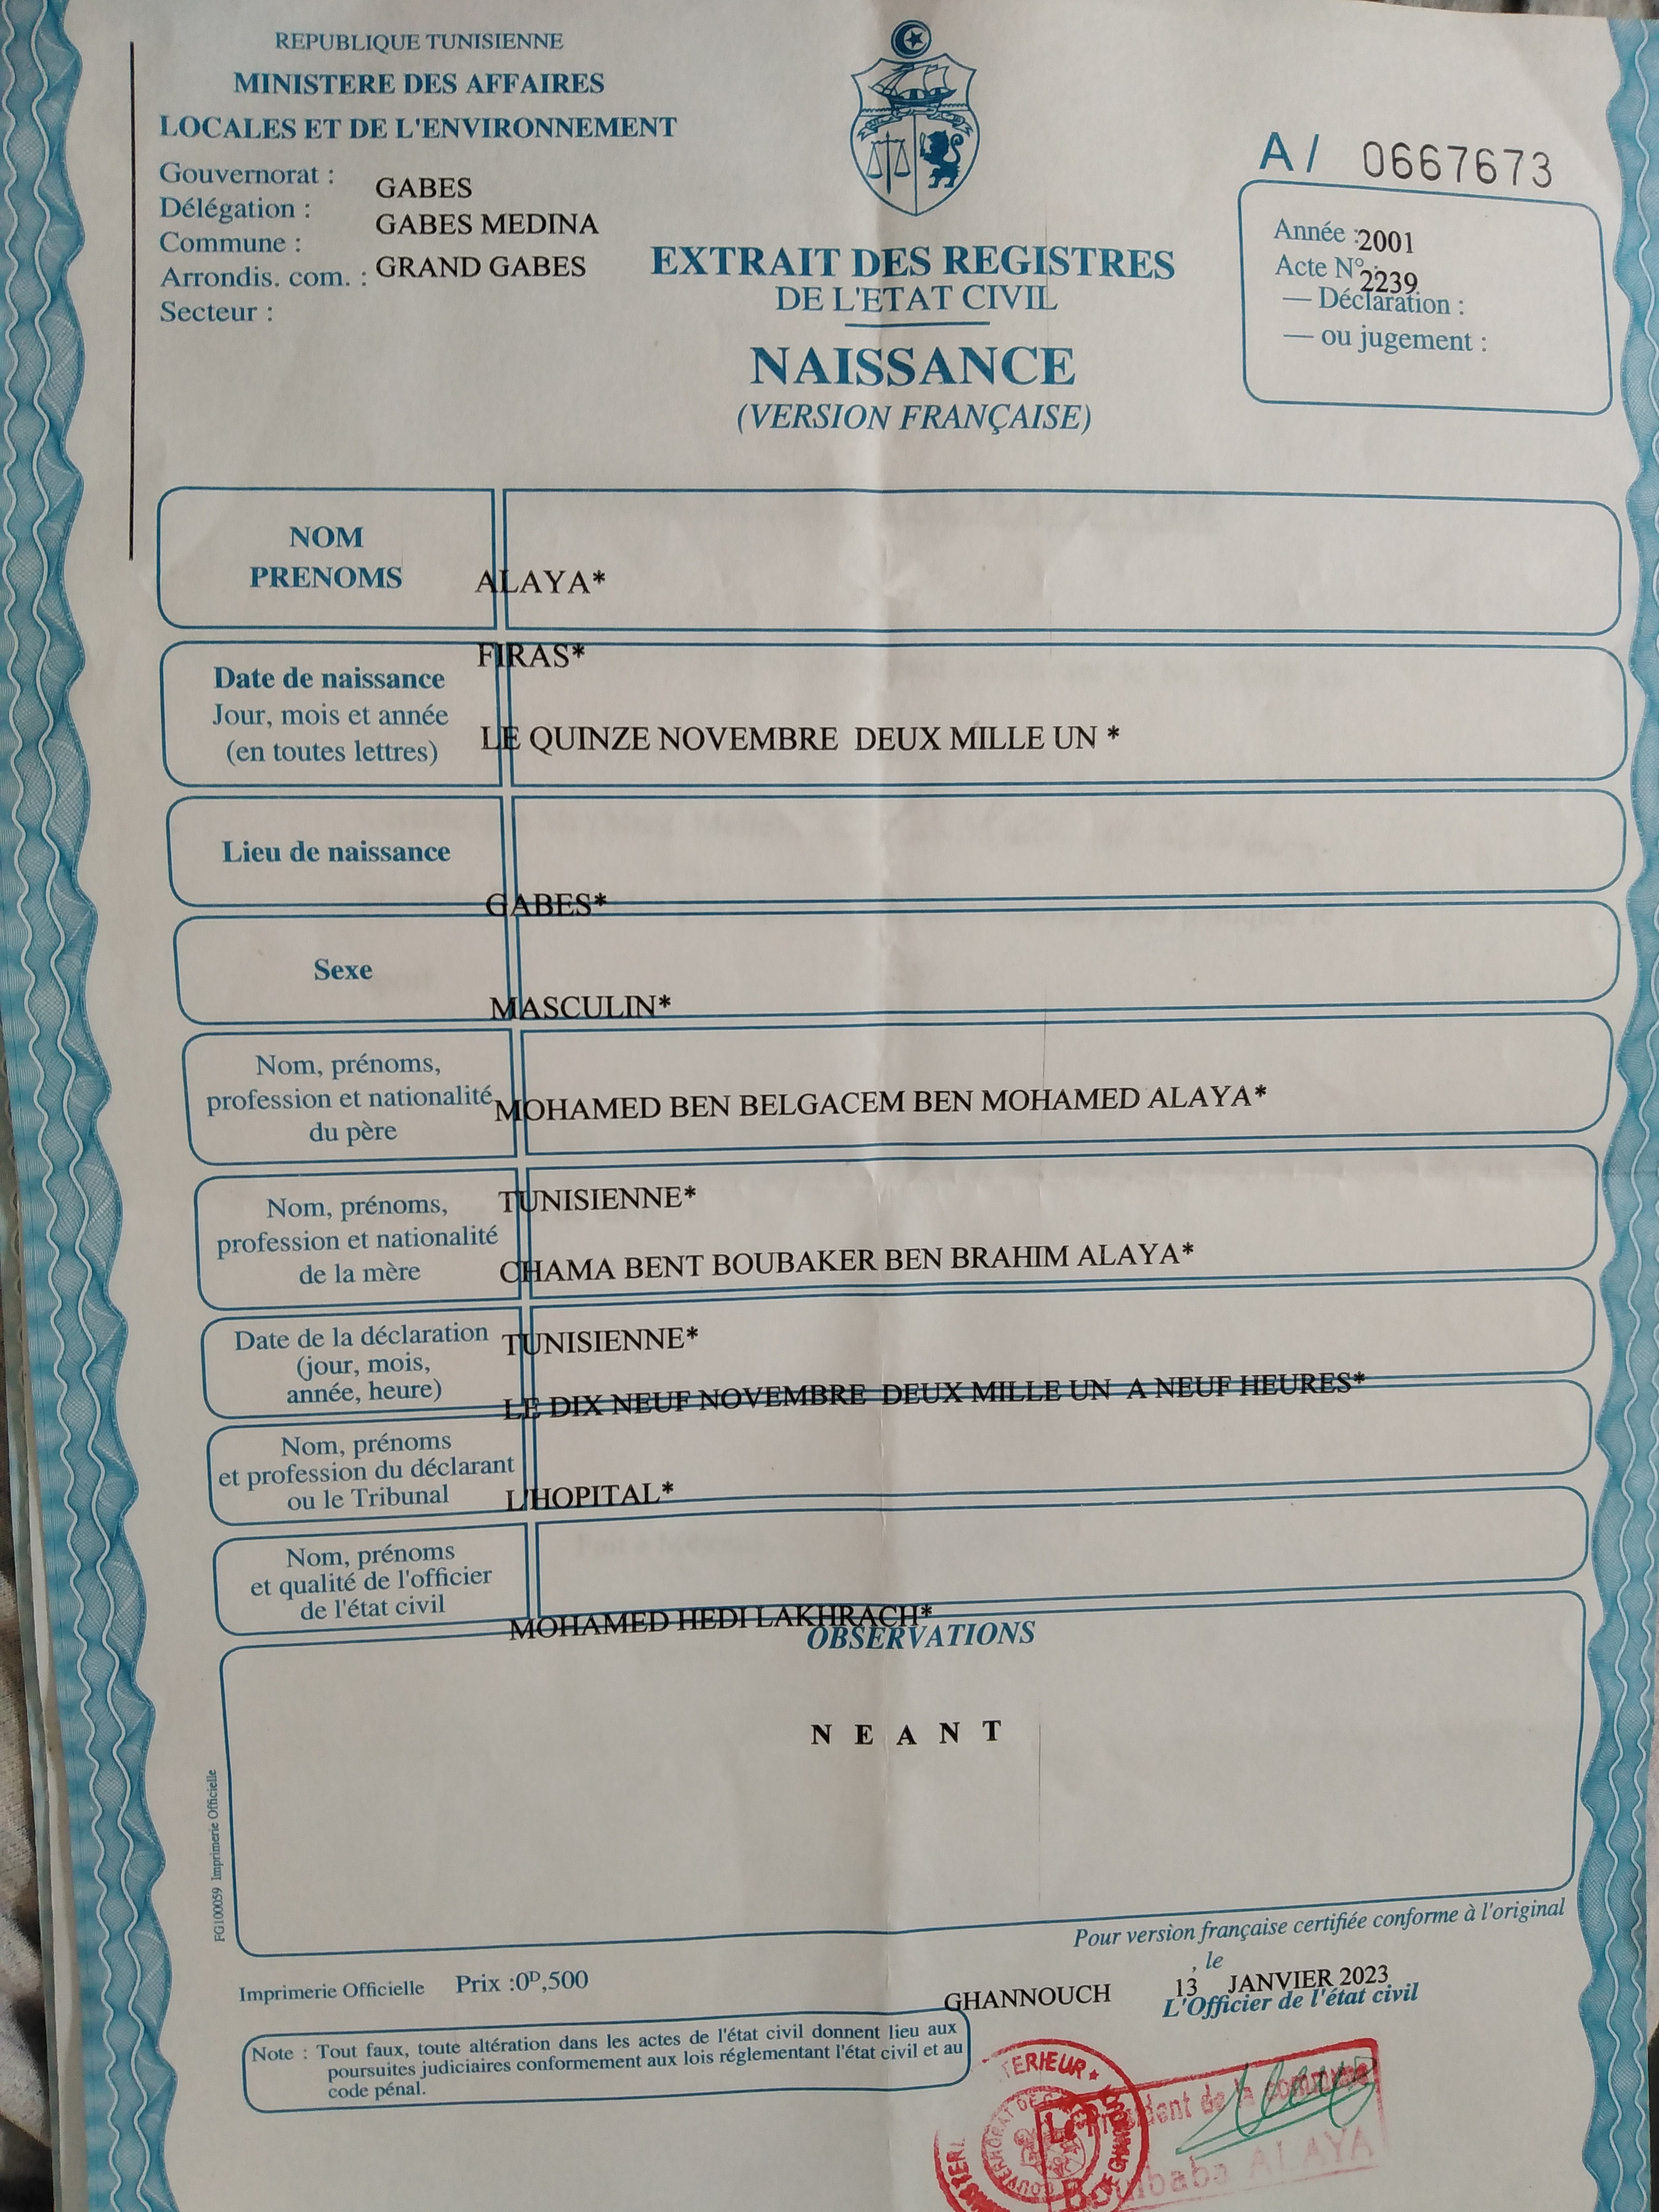 REPUBLIQUE TUNISIENNE
MINISTERE DES AFFAIRES
LOCALES ET DE L'ENVIRONNEMENT
Gouvernorat : GABES
Délégation : GABES MEDINA
Commune : GRAND GABES
Arrondis. com. :
Secteur :
A/ 0667673
Année : 2001
Acte N° : 2239
— Déclaration :
— ou jugement :
EXTRAIT DES REGISTRES
DE L'ETAT CIVIL
NAISSANCE
(VERSION FRANÇAISE)
NOM
PRENOMS
ALAYA*
FIRAS*
Date de naissance
Jour, mois et année
(en toutes lettres)
LE QUINZE NOVEMBRE DEUX MILLE UN *
Lieu de naissance
GABES*
Sexe
MASCULIN*
Nom, prénoms,
profession et nationalité
du père
MOHAMED BEN BELGACEM BEN MOHAMED ALAYA*
TUNISIENNE*
Nom, prénoms,
profession et nationalité
de la mère
CHAMA BENT BOUBAKER BEN BRAHIM ALAYA*
TUNISIENNE*
Date de la déclaration
(jour, mois,
année, heure)
LE DIX NEUF NOVEMBRE DEUX MILLE UN A NEUF HEURES*
Nom, prénoms
et profession du déclarant
ou le Tribunal
L'HOPITAL*
Nom, prénoms
et qualité de l'officier
de l'état civil
MOHAMED HEDI LAKHRACH*
OBSERVATIONS
N E A N T
FG100059 Imprimerie Officielle
Pour version française certifiée conforme à l'original
Imprimerie Officielle Prix :0ᴰ,500
GHANNOUCH , le 13 JANVIER 2023
L'Officier de l'état civil
Note : Tout faux, toute altération dans les actes de l'état civil donnent lieu aux
poursuites judiciaires conformement aux lois réglementant l'état civil et au
code pénal.
Le Président de la commune
ALAYA